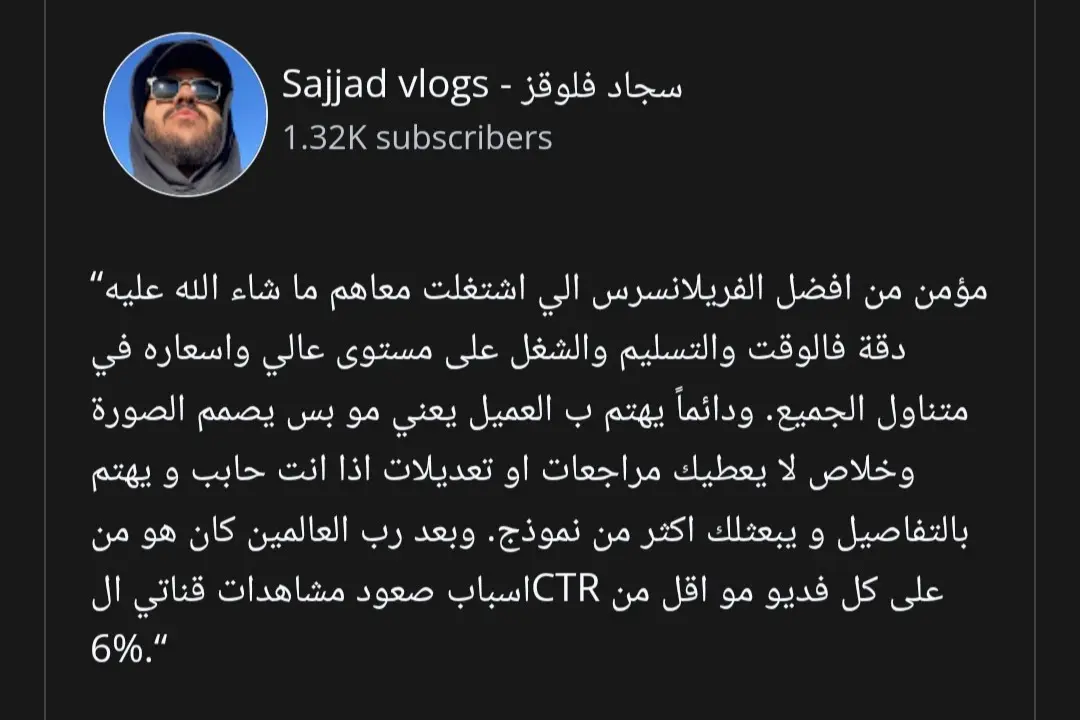 Sajjad vlogs - سجاد فلوقز
1.32K subscribers
“مؤمن من افضل الفريلانسرس الي اشتغلت معاهم ما شاء الله عليه
دقة فالوقت والتسليم والشغل على مستوى عالي واسعاره في
متناول الجميع. ودائماً يهتم ب العميل يعني مو بس يصمم الصورة
وخلاص لا يعطيك مراجعات او تعديلات اذا انت حابب و يهتم
بالتفاصيل و يبعثلك اكثر من نموذج. وبعد رب العالمين كان هو من
اسباب صعود مشاهدات قناتي ال CTR على كل فديو مو اقل من
6%.“